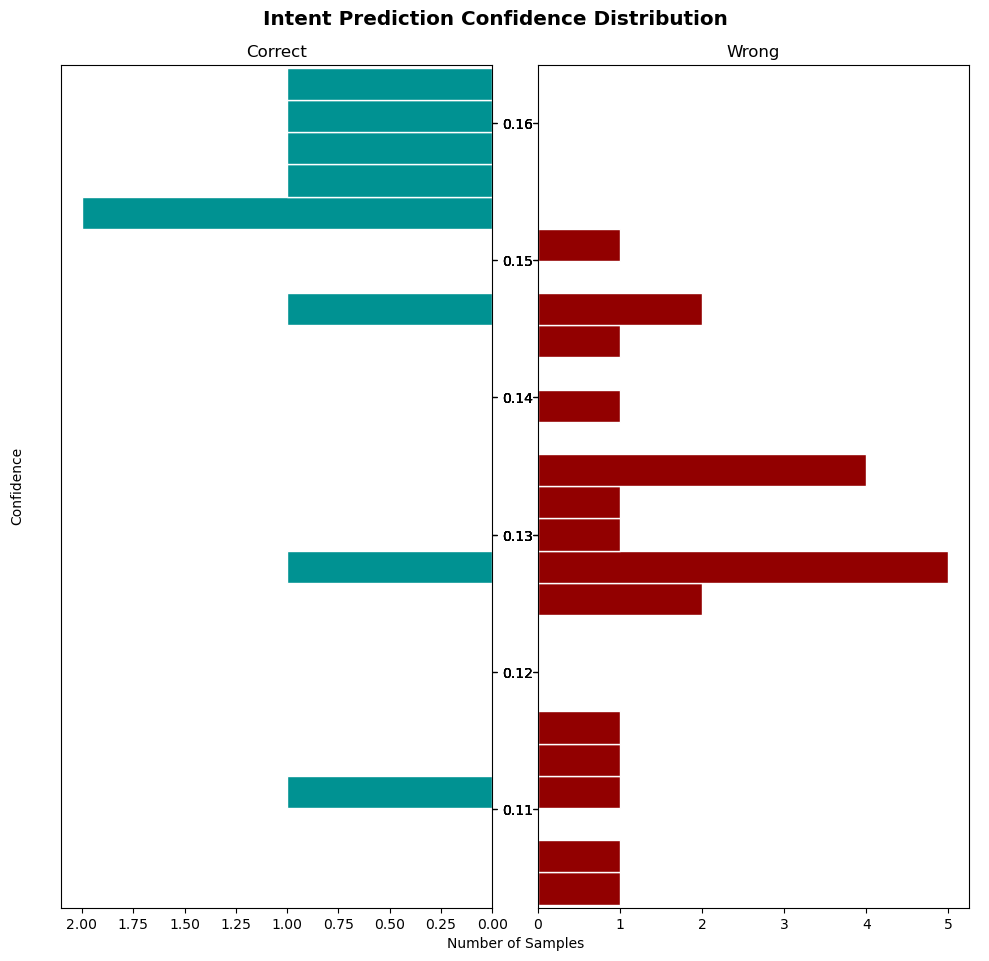 Intent Prediction Confidence Distribution
Correct
Wrong
0.16
0.15
0.14
0.13
0.12
0.11
Confidence
2.00 1.75 1.50 1.25 1.00 0.75 0.50 0.25 0.00
0 1 2 3 4 5
Number of Samples